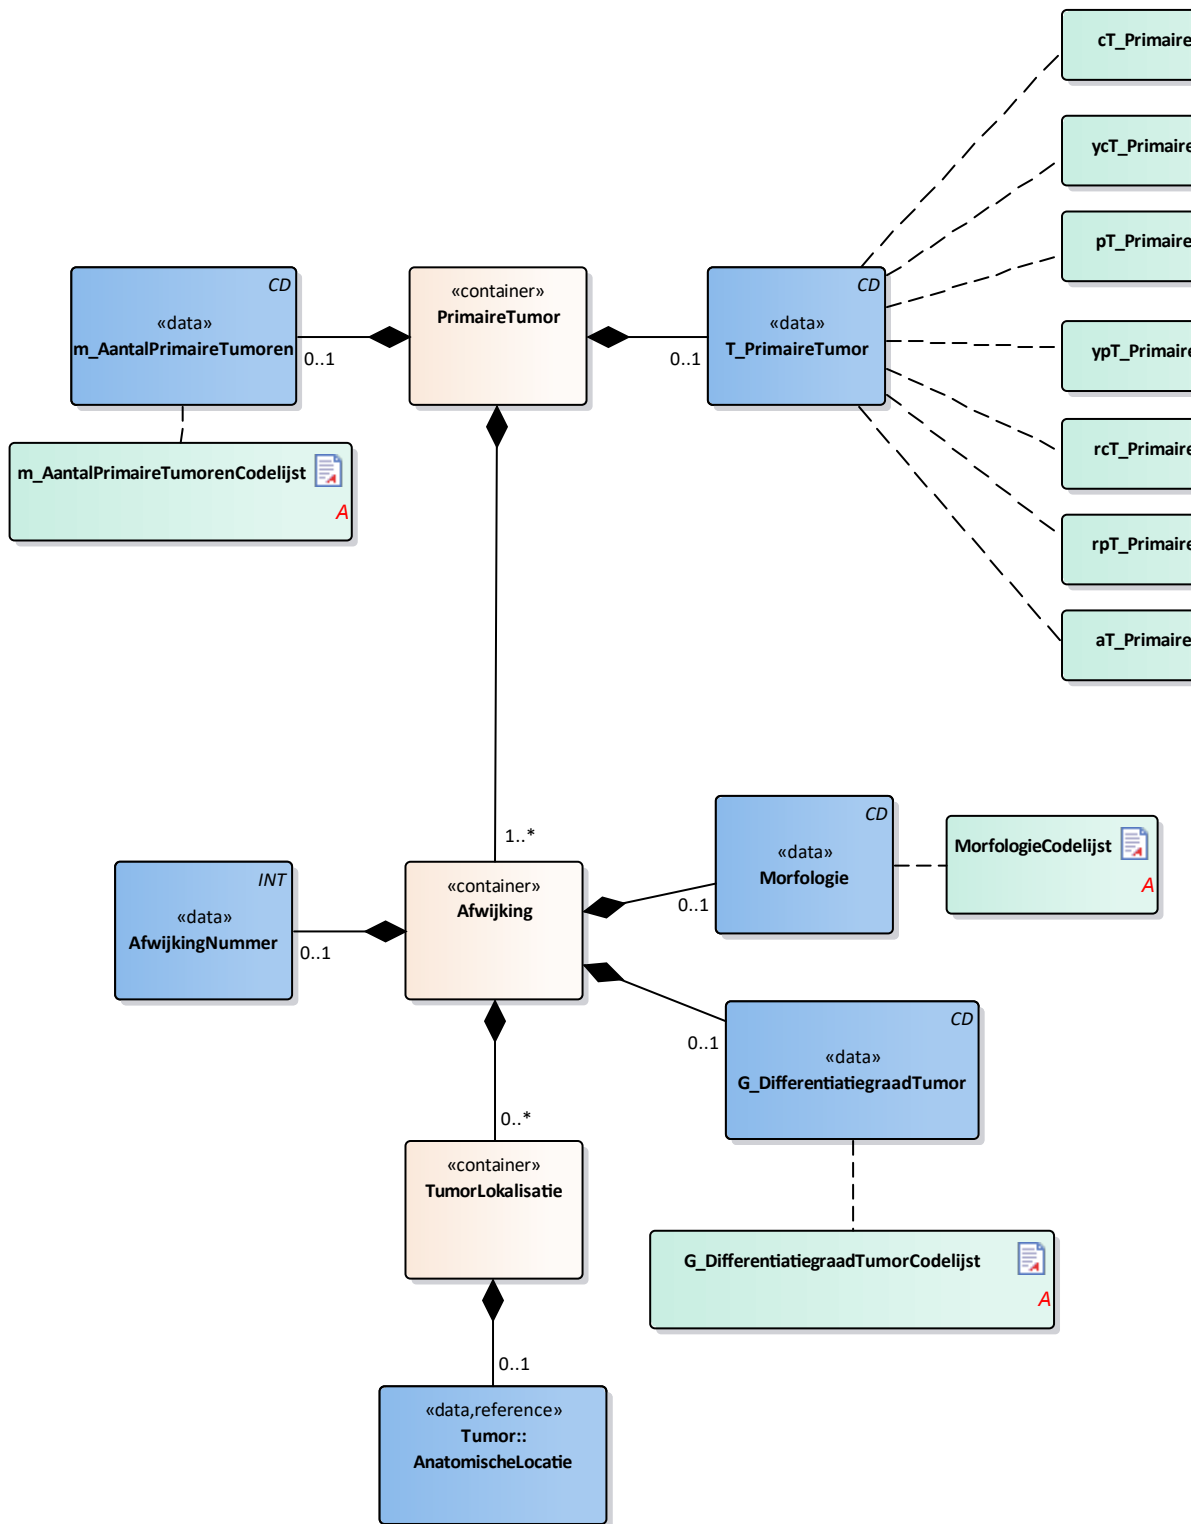 cT_Primaire
ycT_Primaire
pT_Primaire
CD
«data»
m_AantalPrimaireTumoren
0..1
«container»
PrimaireTumor
CD
«data»
T_PrimaireTumor
0..1
ypT_Primaire
m_AantalPrimaireTumorenCodelijst
A
rcT_Primaire
rpT_Primaire
aT_Primaire
1..*
CD
«data»
Morfologie
0..1
MorfologieCodelijst
A
INT
«data»
AfwijkingNummer
0..1
«container»
Afwijking
CD
«data»
G_DifferentiatiegraadTumor
0..1
0..*
«container»
TumorLokalisatie
G_DifferentiatiegraadTumorCodelijst
A
0..1
«data,reference»
Tumor::
AnatomischeLocatie